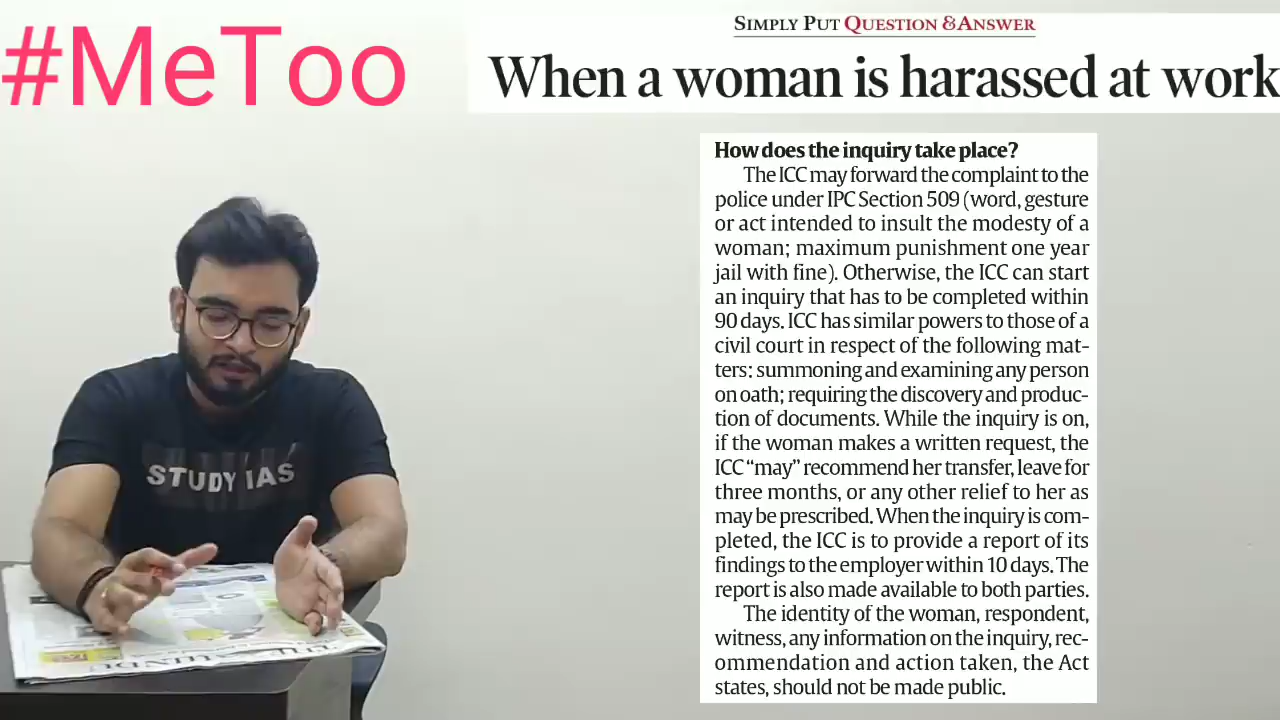 #MeToo
SIMPLY PUT QUESTION &ANSWER
When a woman is harassed at work
How does the inquiry take place?
The ICC may forward the complaint to the
police under IPC Section 509 (word, gesture
or act intended to insult the modesty of a
woman; maximum punishment one year
jail with fine). Otherwise, the ICC can start
an inquiry that has to be completed within
90 days. ICC has similar powers to those of a
civil court in respect of the following mat-
ters: summoning and examining any person
on oath; requiring the discovery and produc-
tion of documents. While the inquiry is on,
if the woman makes a written request, the
ICC “may” recommend her transfer, leave for
three months, or any other relief to her as
may be prescribed. When the inquiry is com-
pleted, the ICC is to provide a report of its
findings to the employer within 10 days. The
report is also made available to both parties.
The identity of the woman, respondent,
witness, any information on the inquiry, rec-
ommendation and action taken, the Act
states, should not be made public.
STUDY IAS
THE HINDU